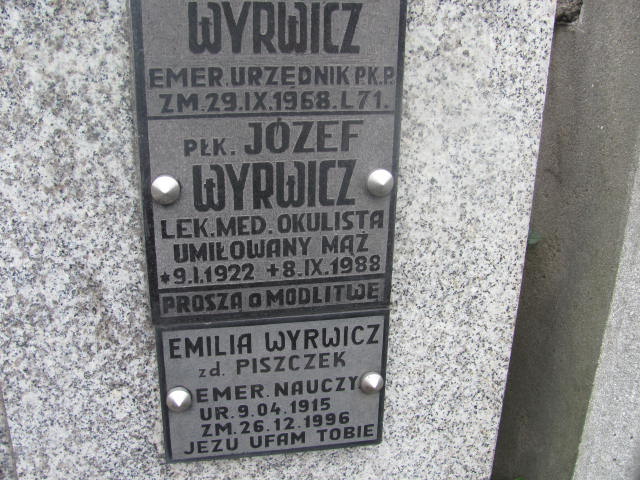 WYRWICZ
EMER. URZĘDNIK P.K.P.
ZM. 29.IX.1968. L 71.
PŁK. JÓZEF
WYRWICZ
LEK. MED. OKULISTA
UMIŁOWANY MĄŻ
*9.I.1922 +8.IX.1988
PROSZĄ O MODLITWĘ
EMILIA WYRWICZ
zd. PISZCZEK
EMER. NAUCZY
UR. 9.04.1915
ZM. 26.12.1996
JEZU UFAM TOBIE